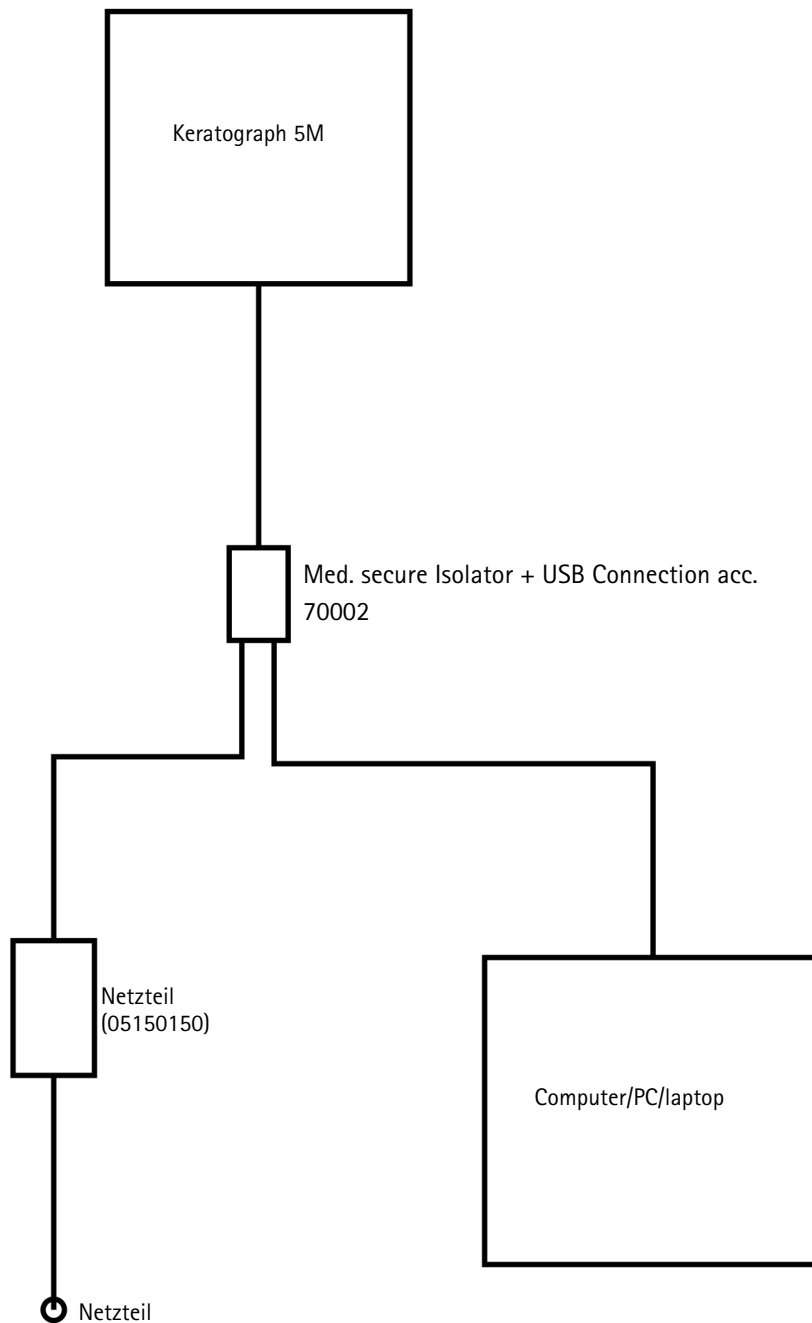 Keratograph 5M
Med. secure Isolator + USB Connection acc.
70002
Netzteil
(05150150)
Computer/PC/laptop
Netzteil